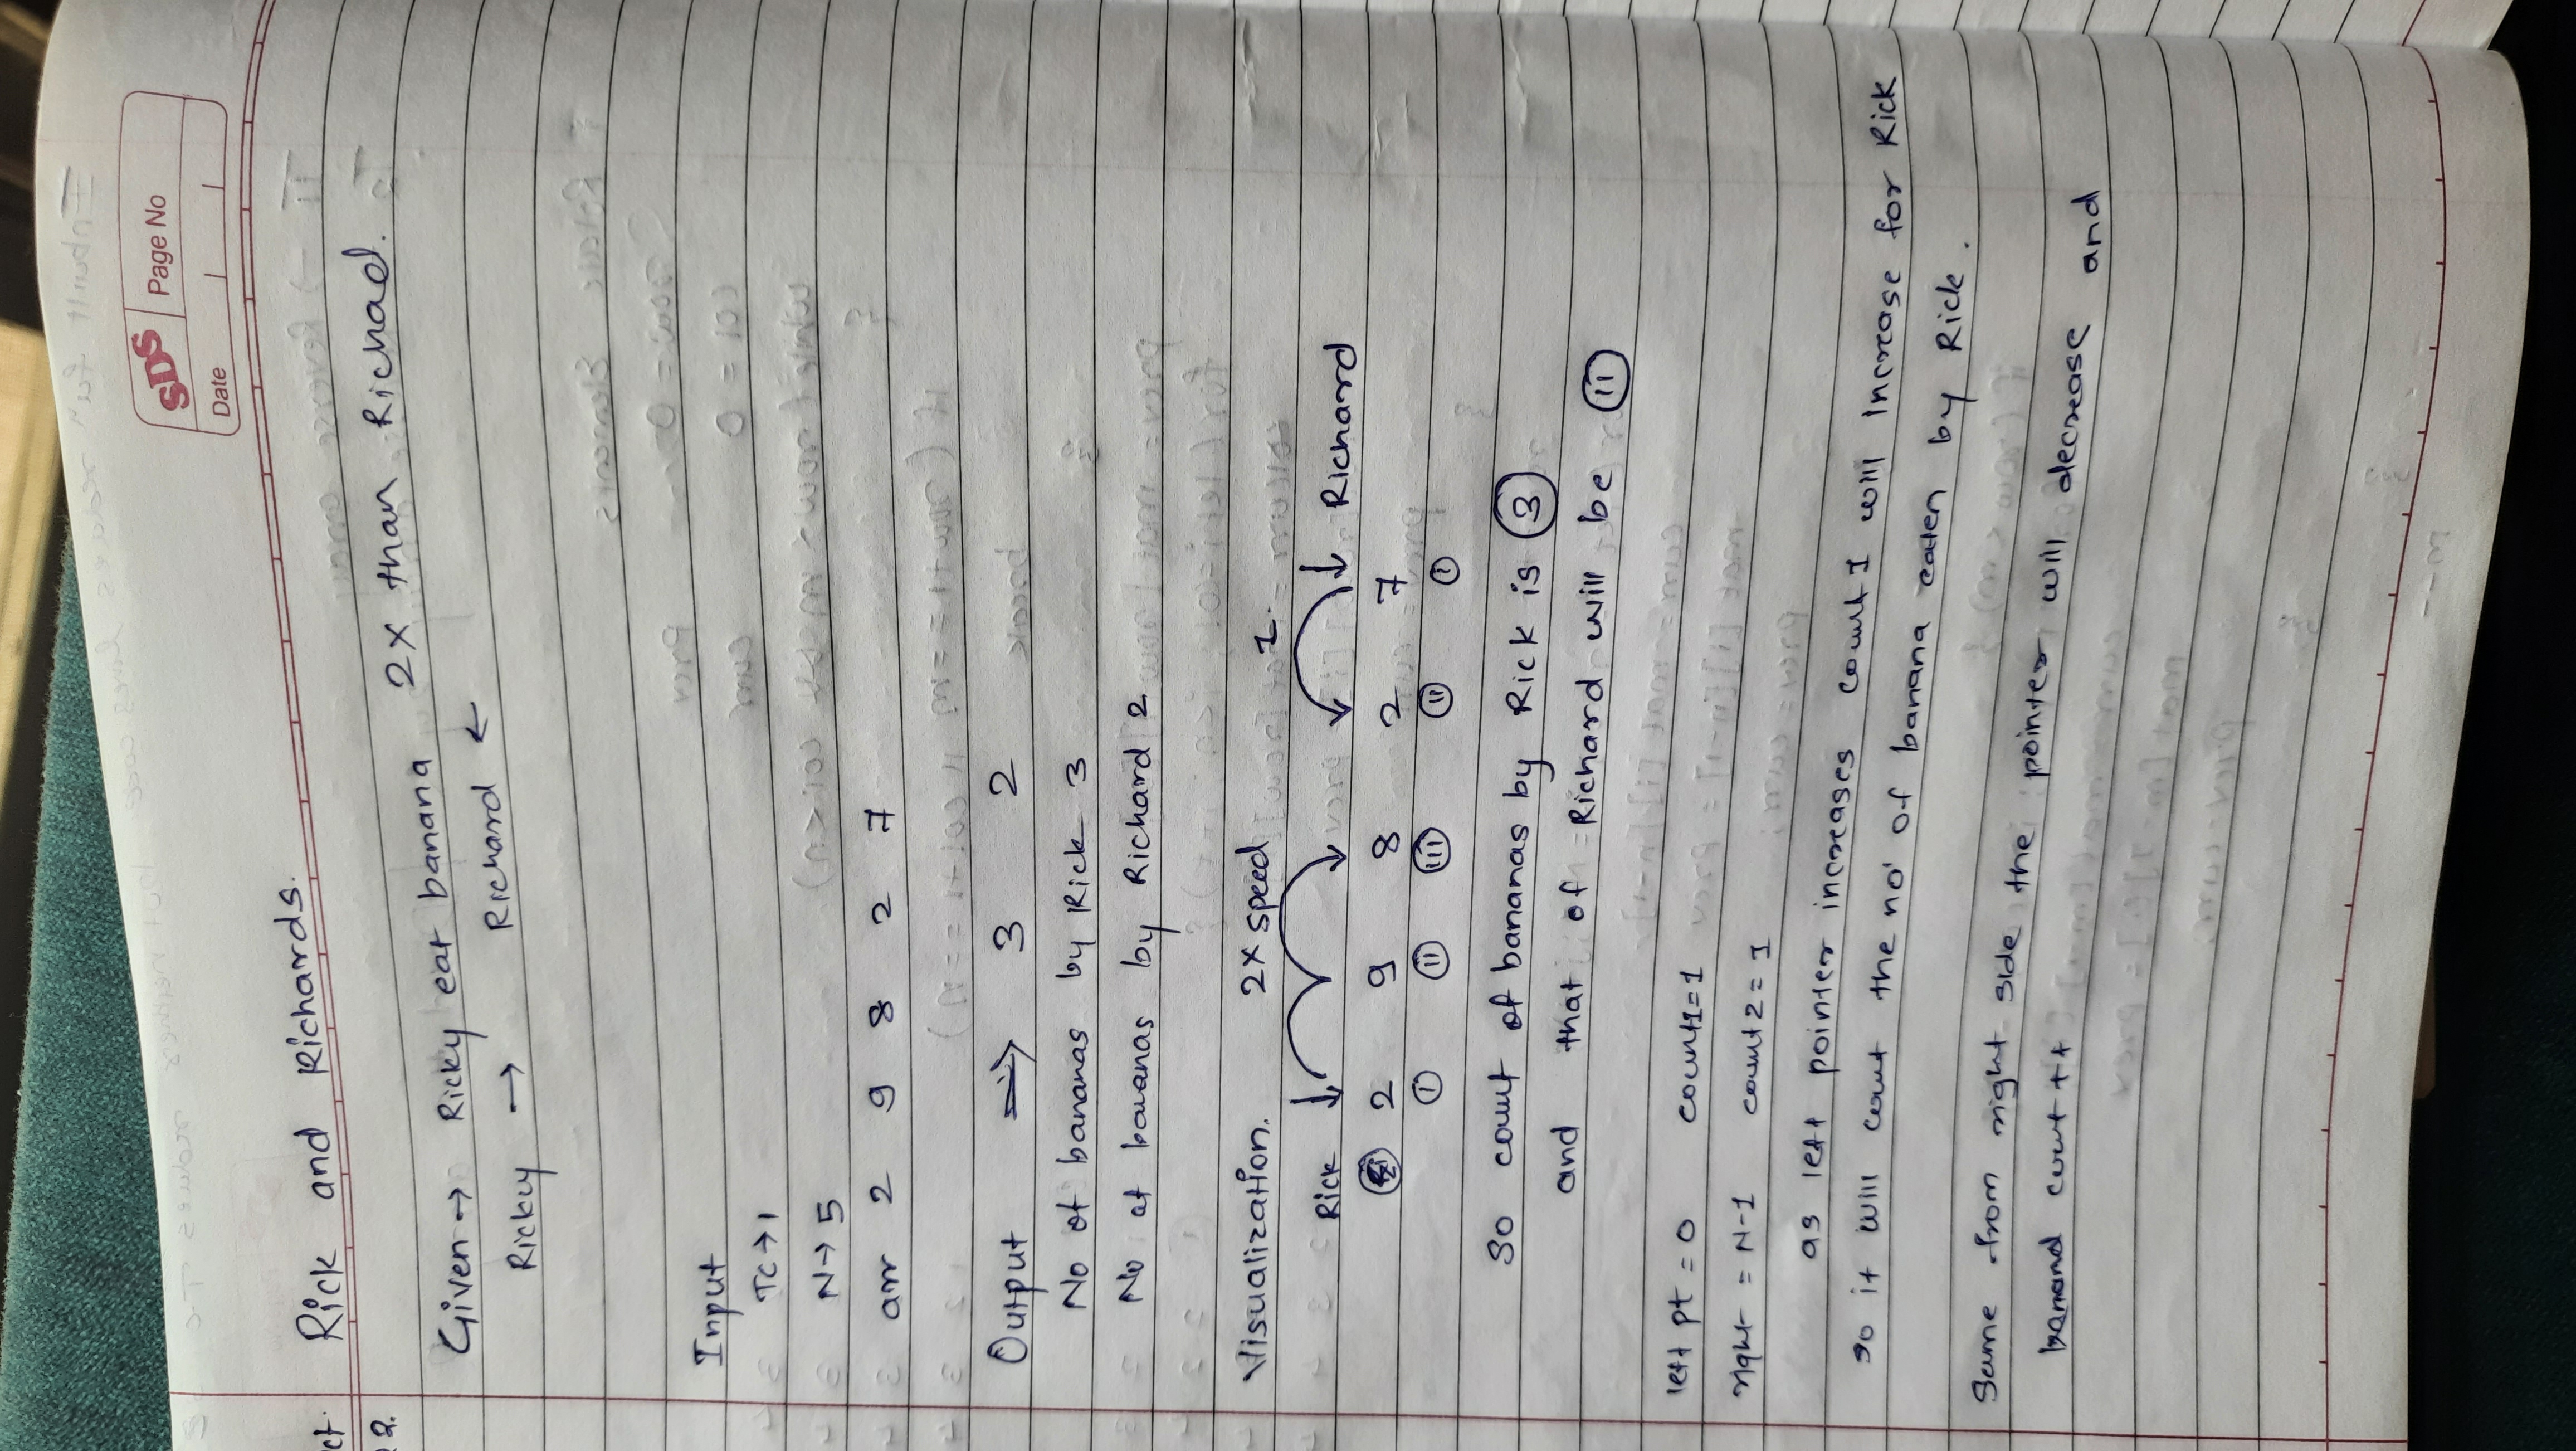 SDS Page No
Date
ct.
Rick and Richards.
2.
Given → Ricky eat banana 2x than Richad.
Rickcy → Richard ←
Input
TC → 1
N → 5
arr 2 9 8 2 7
Output ⇒ 3 2
No of bananas by Rick 3
No of bananas by Richard 2
Visualization. 2x speed 1.
Rick Richard
2 9 8 2 7
I II III II I
So count of bananas by Rick is 3
and that of Richard will be II
left pt = 0 count1=1
right = N-1 count2=1
as left pointer increases count1 will increase for Rick
so it will count the no' of banana eaten by Rick.
Same from right side the pointer will decrease and
count ++